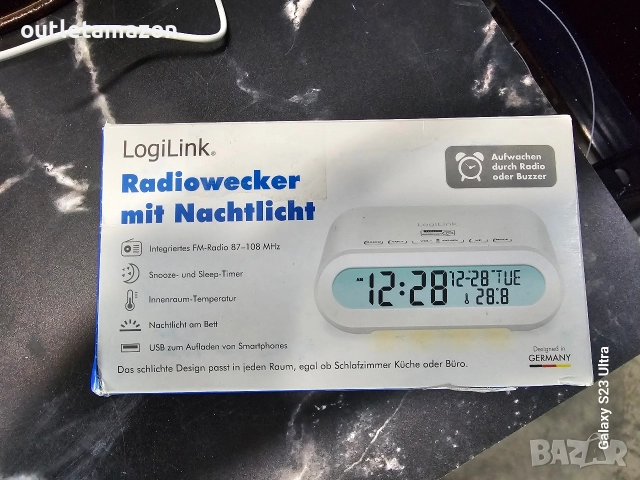 outletamazon
LogiLink®
Radiowecker
mit Nachtlicht
Aufwachen
durch Radio
oder Buzzer
Integriertes FM-Radio 87–108 MHz
Snooze- und Sleep-Timer
Innenraum-Temperatur
Nachtlicht am Bett
USB zum Aufladen von Smartphones
LogiLink
12:28 12-28 TUE
28.8
Das schlichte Design passt in jeden Raum, egal ob Schlafzimmer Küche oder Büro.
Designed in
GERMANY
Galaxy S23 Ultra
BAZAR